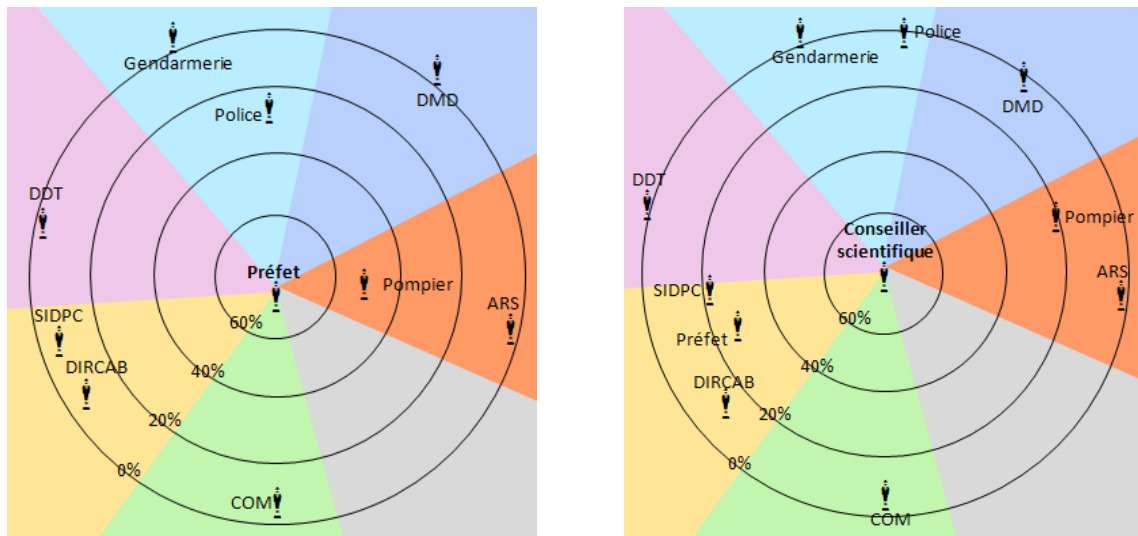 Gendarmerie
DMD
Police
DDT
Préfet
Pompier
ARS
SIDPC
60%
DIRCAB
40%
20%
0%
COM
Police
Gendarmerie
DMD
DDT
Pompier
Conseiller
scientifique
ARS
SIDPC
60%
Préfet
40%
DIRCAB
20%
0%
COM